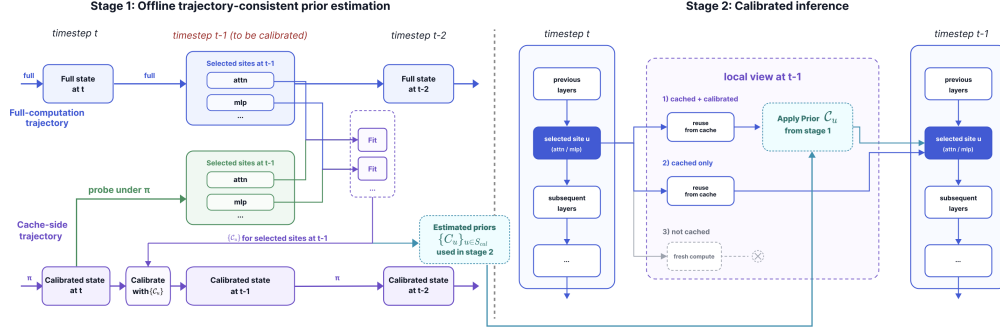 Stage 1: Offline trajectory-consistent prior estimation
timestep t
timestep t-1 (to be calibrated)
timestep t-2
full
Full state
at t
full
Selected sites at t-1
attn
mlp
...
Full state
at t-2
Full-computation
trajectory
Fit
Fit
...
Selected sites at t-1
attn
mlp
...
probe under π
Cache-side
trajectory
{𝒞ᵤ} for selected sites at t-1
Estimated priors
{C_u}_{u∈S_cal}
used in stage 2
π
Calibrated state
at t
Calibrate
with {𝒞ᵤ}
Calibrated state
at t-1
π
Calibrated state
at t-2
Stage 2: Calibrated inference
timestep t
timestep t-1
previous
layers
selected site u
(attn / mlp)
subsequent
layers
...
local view at t-1
1) cached + calibrated
reuse
from cache
Apply Prior 𝒞ᵤ
from stage 1
2) cached only
reuse
from cache
3) not cached
fresh compute
previous
layers
selected site u
(attn / mlp)
subsequent
layers
...